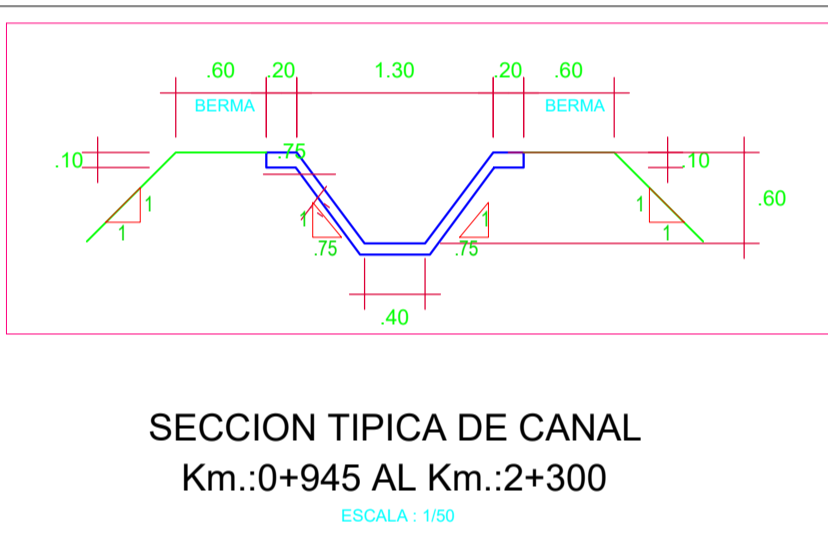 .60 .20 1.30 .20 .60
BERMA BERMA
.10 .75 .10
.60
1 1 1 1
1 1
.75 .75
.40
SECCION TIPICA DE CANAL
Km.:0+945 AL Km.:2+300
ESCALA : 1/50